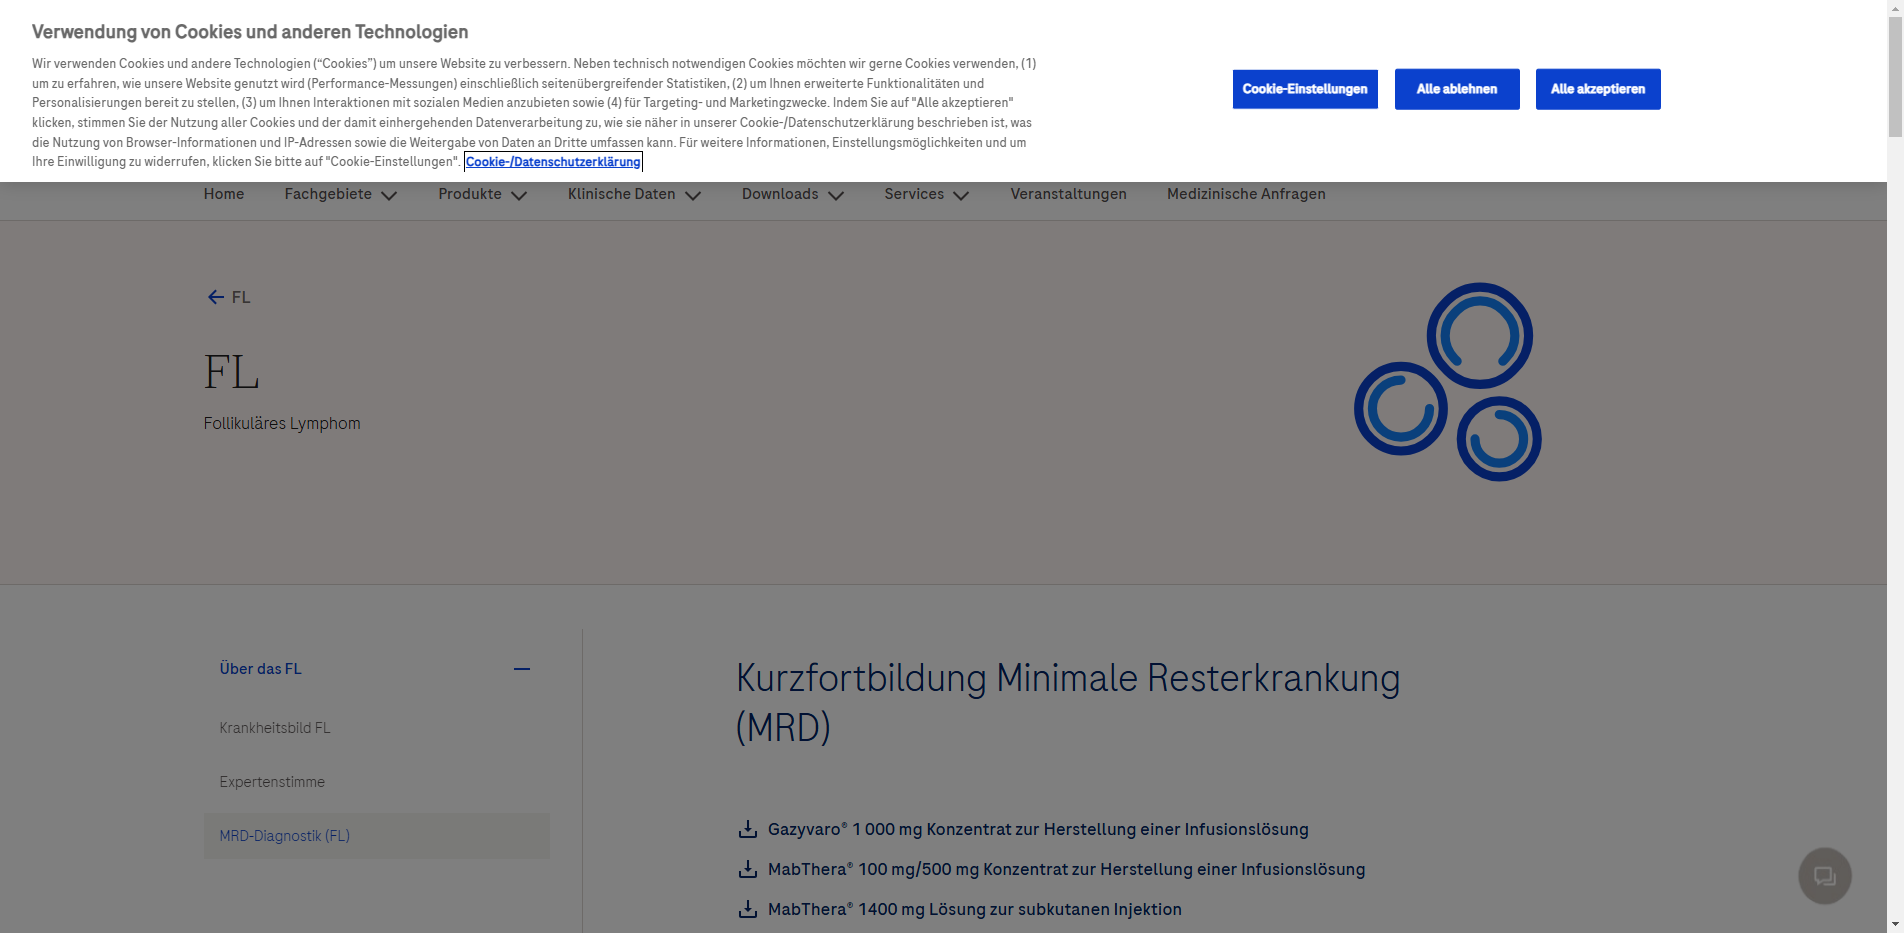 Verwendung von Cookies und anderen Technologien
Wir verwenden Cookies und andere Technologien (“Cookies”) um unsere Website zu verbessern. Neben technisch notwendigen Cookies möchten wir gerne Cookies verwenden, (1)
um zu erfahren, wie unsere Website genutzt wird (Performance-Messungen) einschließlich seitenübergreifender Statistiken, (2) um Ihnen erweiterte Funktionalitäten und
Personalisierungen bereit zu stellen, (3) um Ihnen Interaktionen mit sozialen Medien anzubieten sowie (4) für Targeting- und Marketingzwecke. Indem Sie auf "Alle akzeptieren"
klicken, stimmen Sie der Nutzung aller Cookies und der damit einhergehenden Datenverarbeitung zu, wie sie näher in unserer Cookie-/Datenschutzerklärung beschrieben ist, was
die Nutzung von Browser-Informationen und IP-Adressen sowie die Weitergabe von Daten an Dritte umfassen kann. Für weitere Informationen, Einstellungsmöglichkeiten und um
Ihre Einwilligung zu widerrufen, klicken Sie bitte auf "Cookie-Einstellungen". Cookie-/Datenschutzerklärung
Cookie-Einstellungen
Alle ablehnen
Alle akzeptieren
Home Fachgebiete Produkte Klinische Daten Downloads Services Veranstaltungen Medizinische Anfragen
FL
FL
Follikuläres Lymphom
Über das FL
Krankheitsbild FL
Expertenstimme
MRD-Diagnostik (FL)
Kurzfortbildung Minimale Resterkrankung
(MRD)
Gazyvaro® 1 000 mg Konzentrat zur Herstellung einer Infusionslösung
MabThera® 100 mg/500 mg Konzentrat zur Herstellung einer Infusionslösung
MabThera® 1400 mg Lösung zur subkutanen Injektion